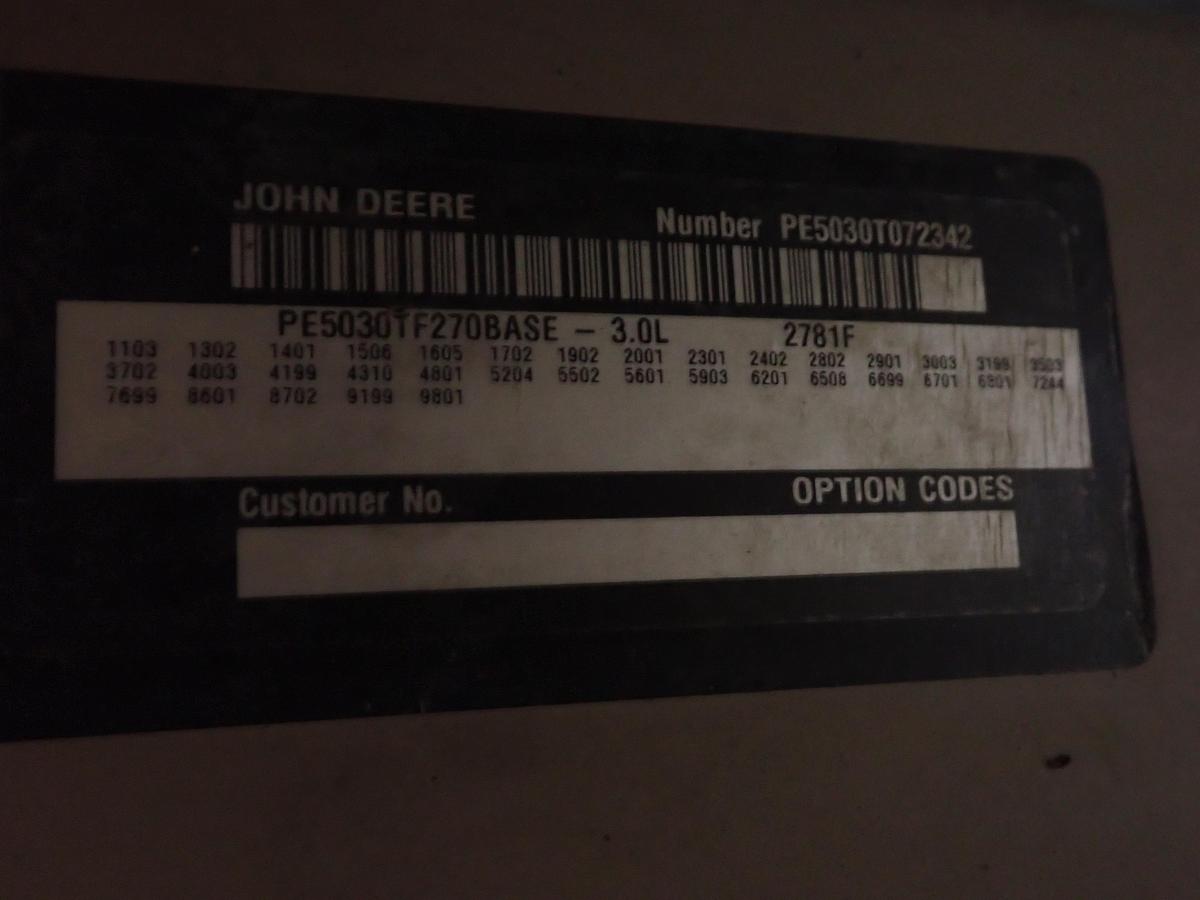 JOHN DEERE
Number PE5030T072342
PE5030TF270BASE - 3.0L 2781F
1103 1302 1401 1506 1605 1702 1902 2001 2301 2402 2802 2901 3003 3199 3503
3702 4003 4199 4310 4801 5204 5502 5601 5903 6201 6508 6699 6701 6801 7244
7699 8601 8702 9199 9801
Customer No.
OPTION CODES